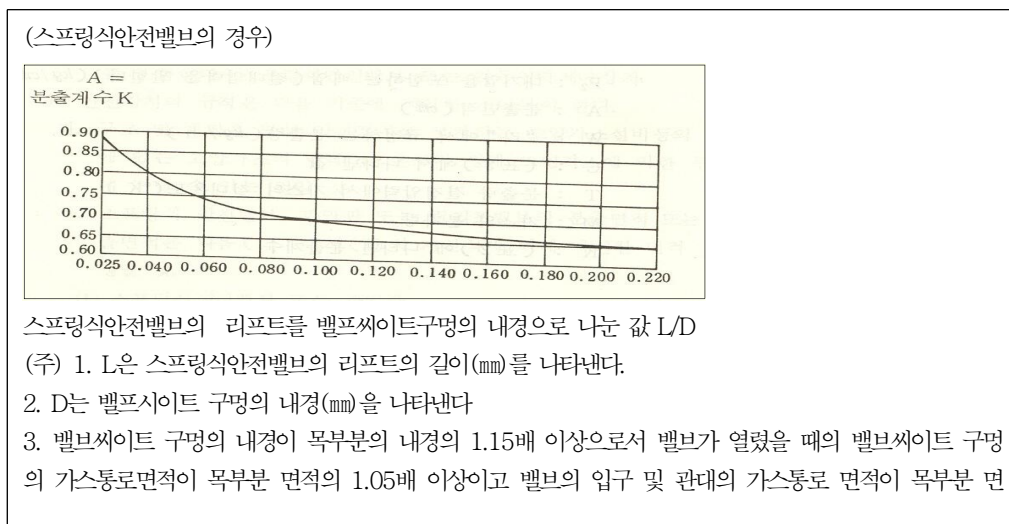 (스프링식안전밸브의 경우)
A =
분출계수 K
0.90
0.85
0.80
0.75
0.70
0.65
0.60
0.025 0.040 0.060 0.080 0.100 0.120 0.140 0.160 0.180 0.200 0.220
스프링식안전밸브의 리프트를 밸프씨이트구멍의 내경으로 나눈 값 L/D
(주) 1. L은 스프링식안전밸브의 리프트의 길이(㎜)를 나타낸다.
2. D는 밸프시이트 구멍의 내경(㎜)을 나타낸다
3. 밸브씨이트 구멍의 내경이 목부분의 내경의 1.15배 이상으로서 밸브가 열렸을 때의 밸브씨이트 구멍
의 가스통로면적이 목부분 면적의 1.05배 이상이고 밸브의 입구 및 관대의 가스통로 면적이 목부분 면